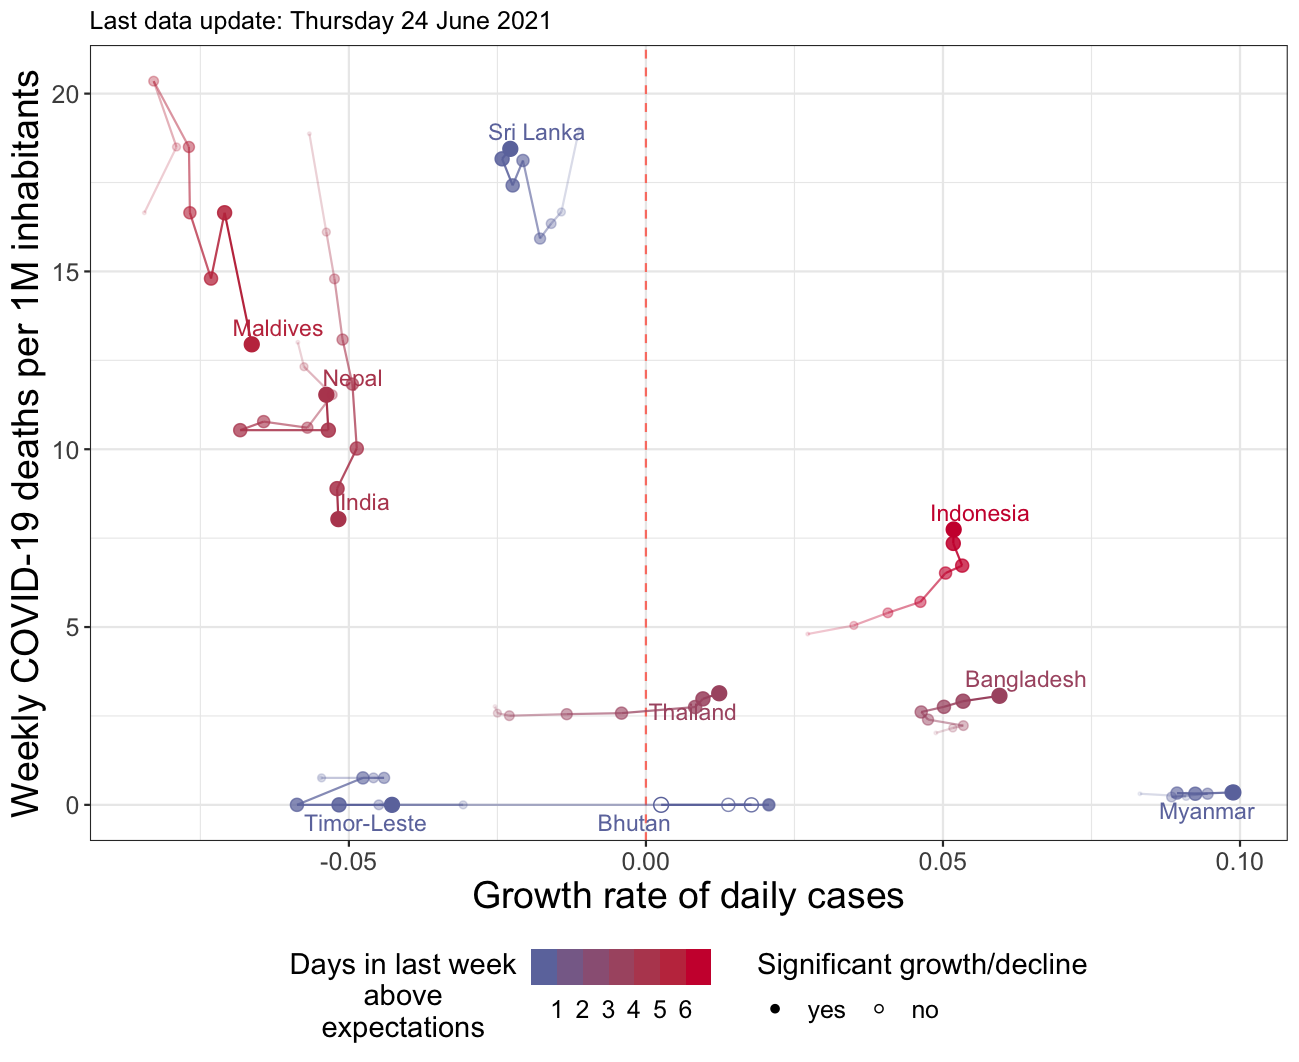 Last data update: Thursday 24 June 2021
Weekly COVID-19 deaths per 1M inhabitants
20
15
10
5
0
Sri Lanka
Maldives
Nepal
India
Indonesia
Bangladesh
Thailand
Timor-Leste
Bhutan
Myanmar
-0.05
0.00
0.05
0.10
Growth rate of daily cases
Days in last week
above
expectations
1 2 3 4 5 6
Significant growth/decline
yes no